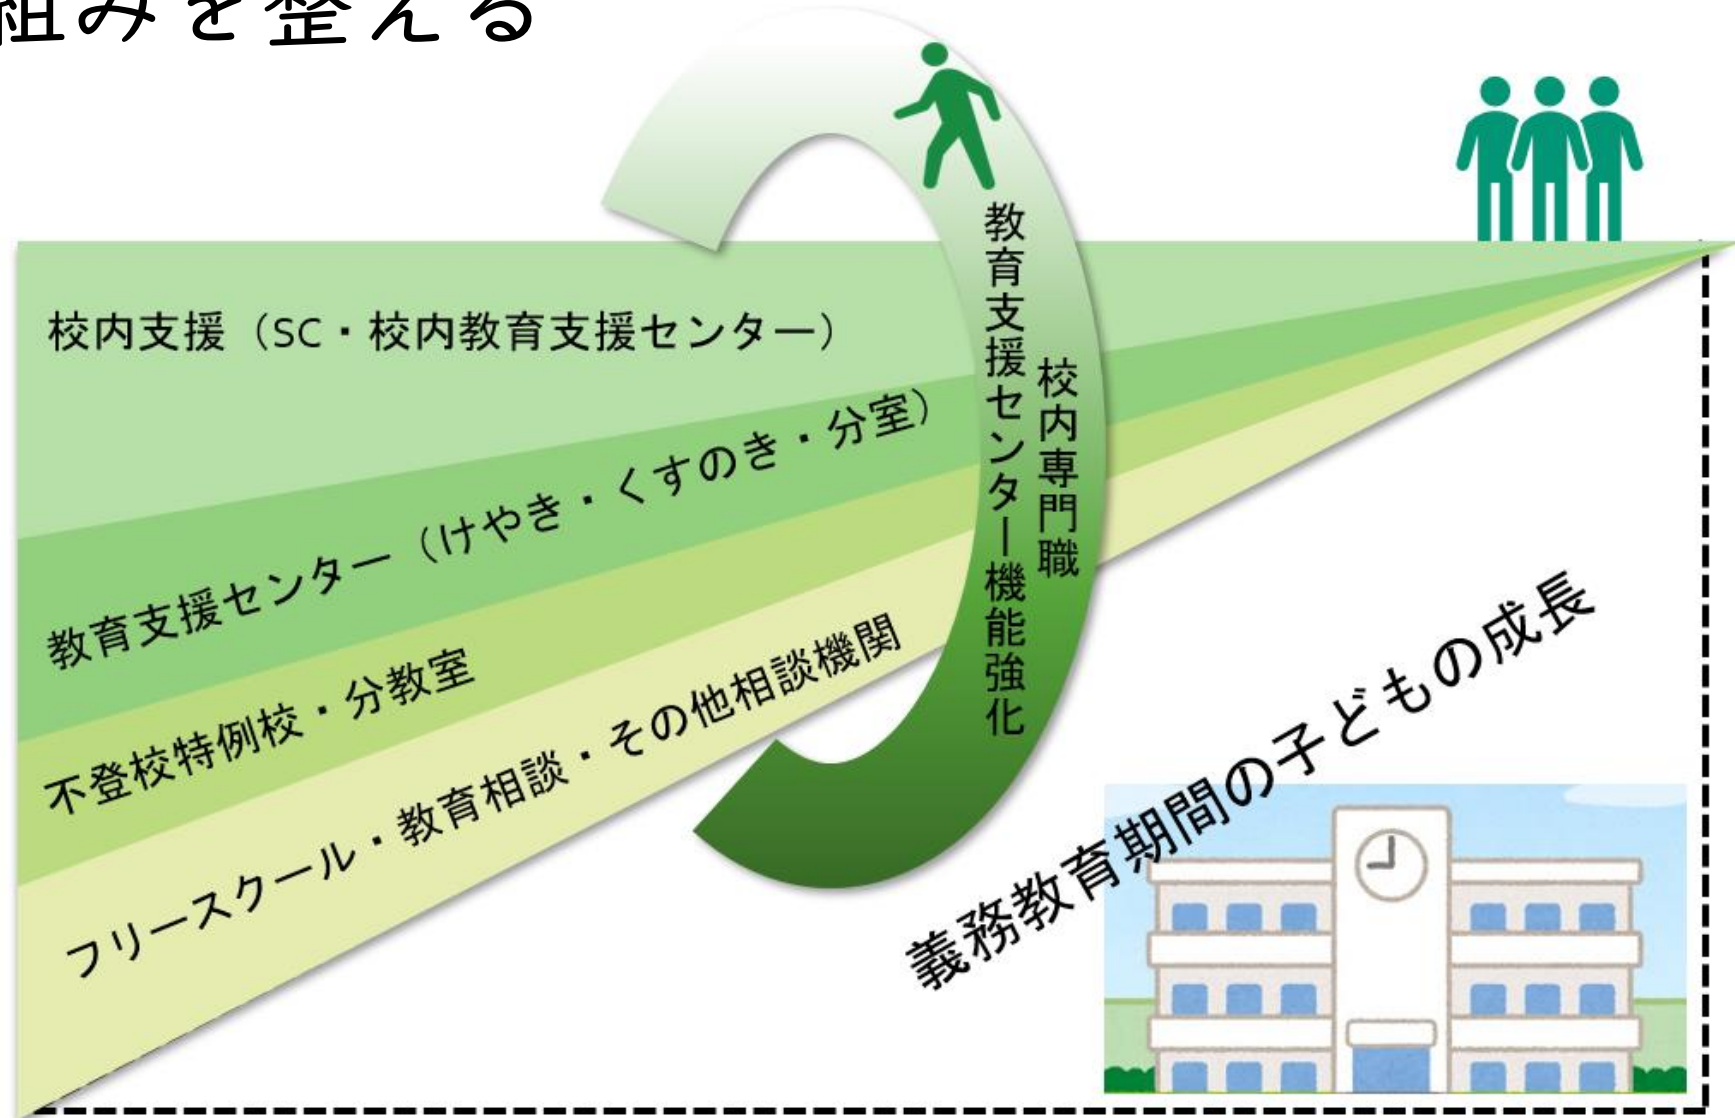 組みを整える
校内支援（SC・校内教育支援センター）
教育支援センター（けやき・くすのき・分室）
不登校特例校・分教室
フリースクール・教育相談・その他相談機関
校内専門職
教育支援センター機能強化
義務教育期間の子どもの成長